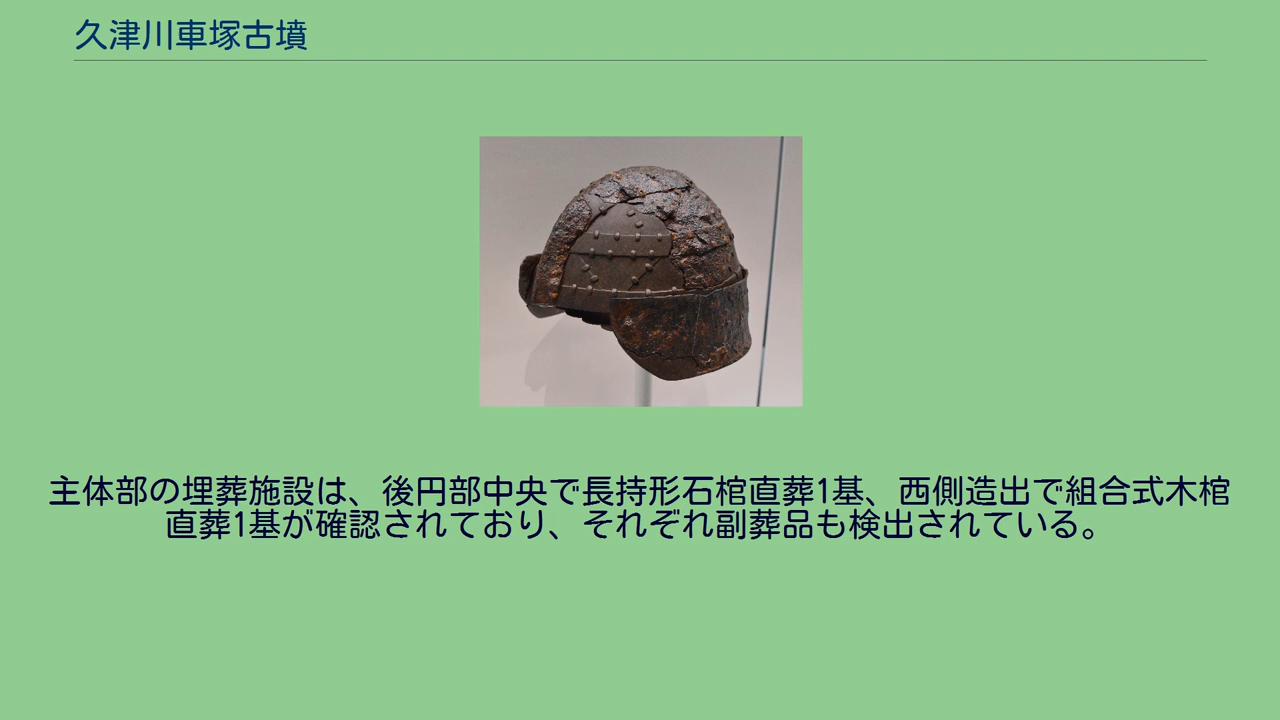 久津川車塚古墳
主体部の埋葬施設は、後円部中央で長持形石棺直葬1基、西側造出で組合式木棺
直葬1基が確認されており、それぞれ副葬品も検出されている。